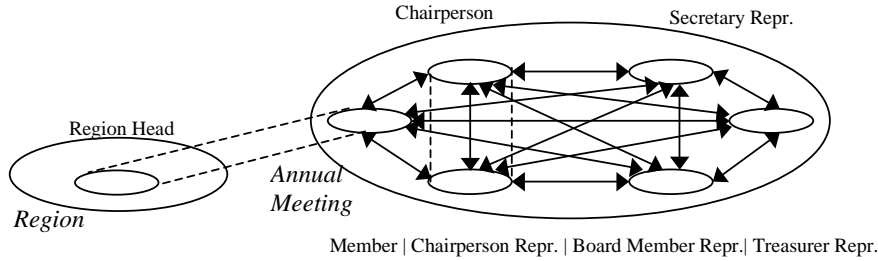 Chairperson
Secretary Repr.
Region Head
Annual
Meeting
Region
Member | Chairperson Repr. | Board Member Repr.| Treasurer Repr.